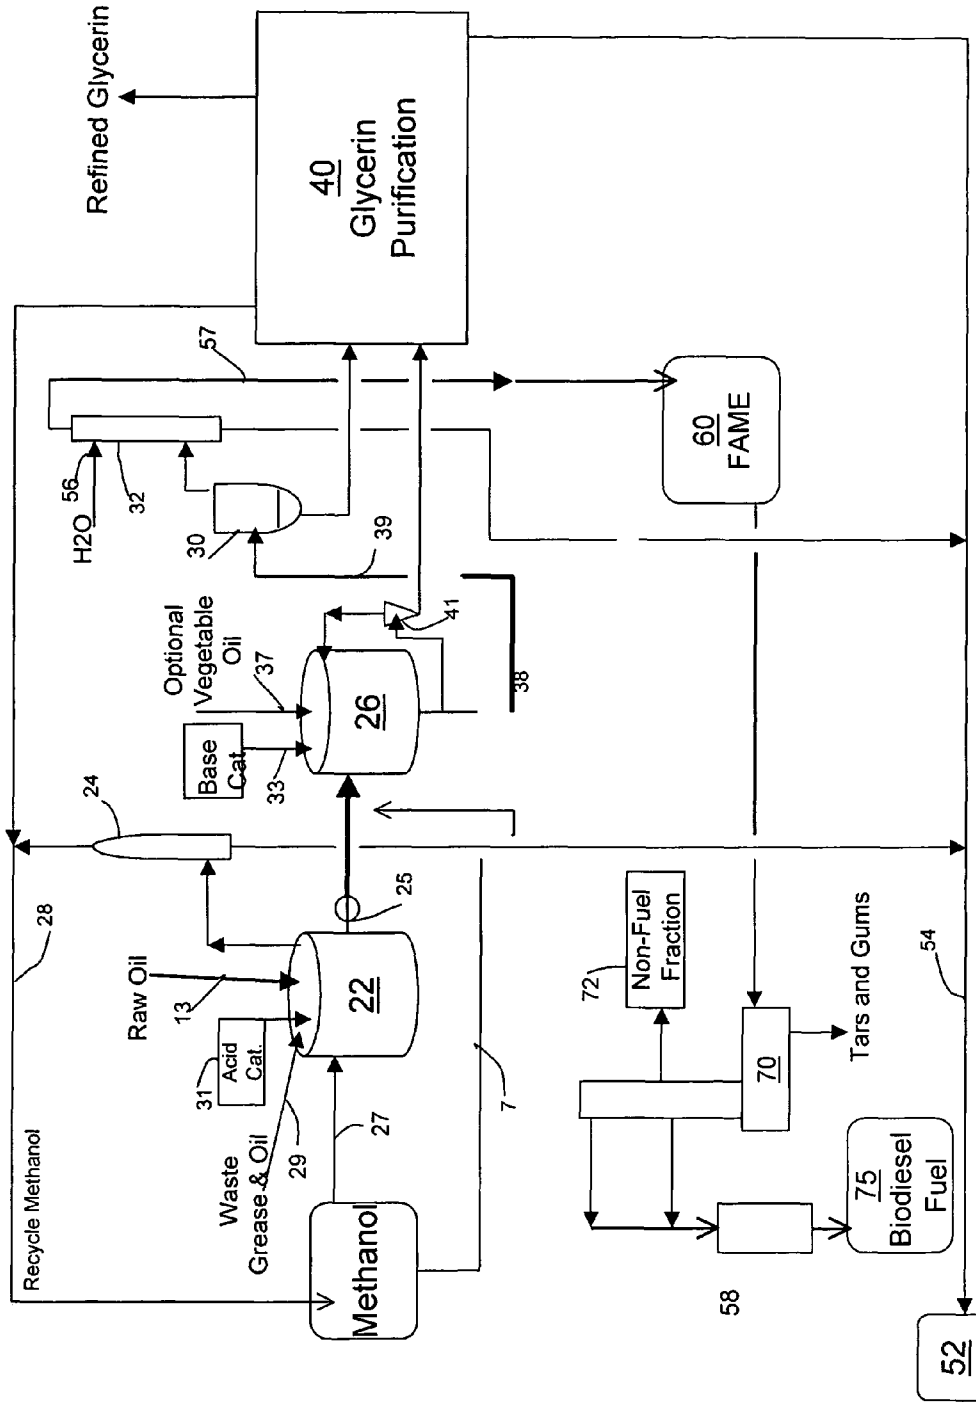 Recycle Methanol
28
24
Refined Glycerin
H2O
56
32
57
30
39
40
Glycerin
Purification
Raw Oil
13
31
Acid
Cat.
Waste
Grease & Oil
29
27
Methanol
22
25
Base
Cat.
33
Optional
Vegetable
Oil
37
26
41
38
7
60
FAME
72
Non-Fuel
Fraction
70
Tars and Gums
58
75
Biodiesel
Fuel
54
52